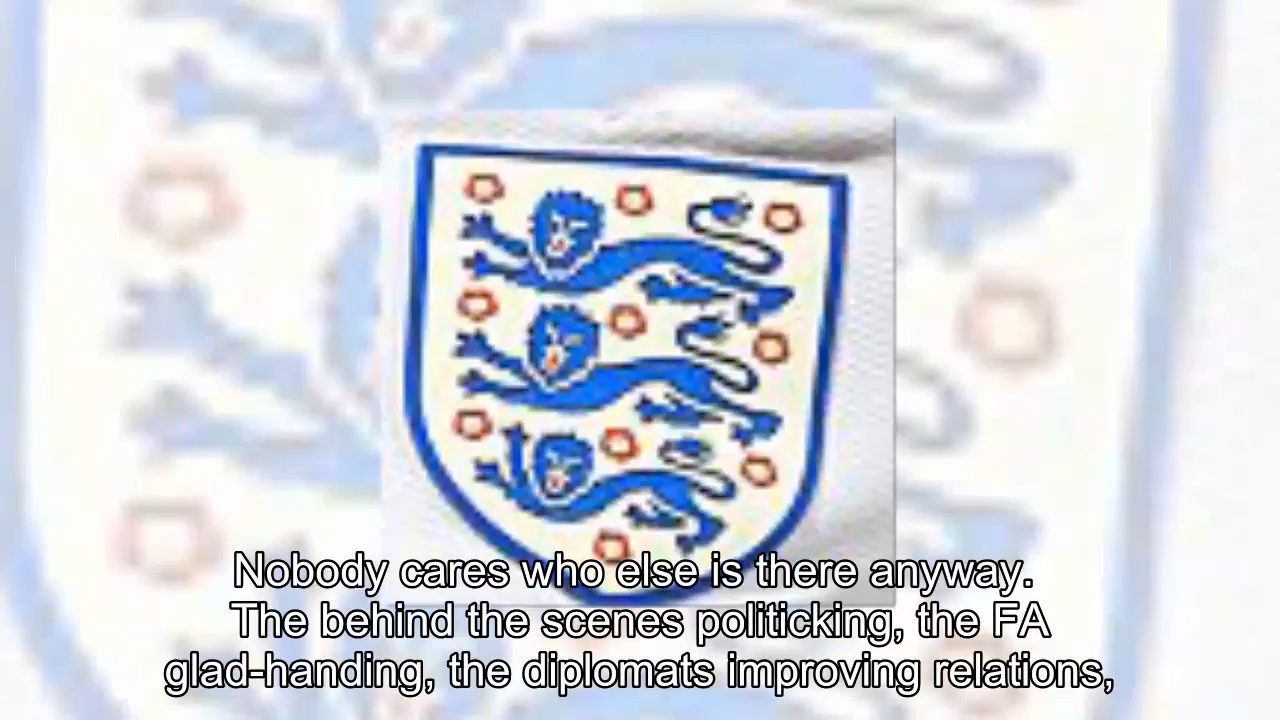 Nobody cares who else is there anyway.
The behind the scenes politicking, the FA
glad-handing, the diplomats improving relations,